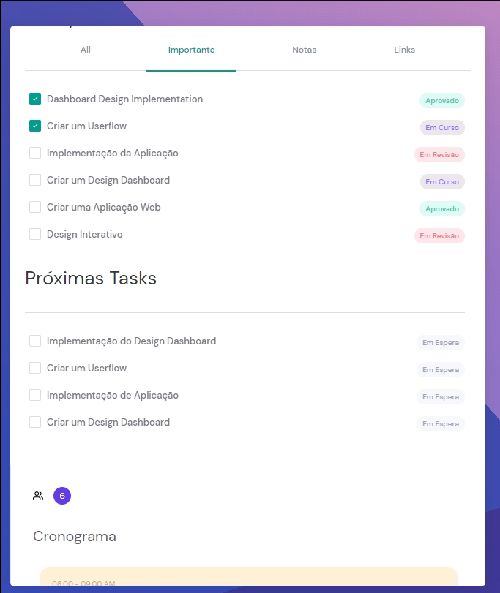 All Importante Notas Links
Dashboard Design Implementation Aprovado
Criar um Userflow Em Curso
Implementação da Aplicação Em Revisão
Criar um Design Dashboard Em Curso
Criar uma Aplicação Web Aprovado
Design Interativo Em Revisão
Próximas Tasks
Implementação do Design Dashboard Em Espera
Criar um Userflow Em Espera
Implementação de Aplicação Em Espera
Criar um Design Dashboard Em Espera
6
Cronograma
08:00 - 09:00 AM